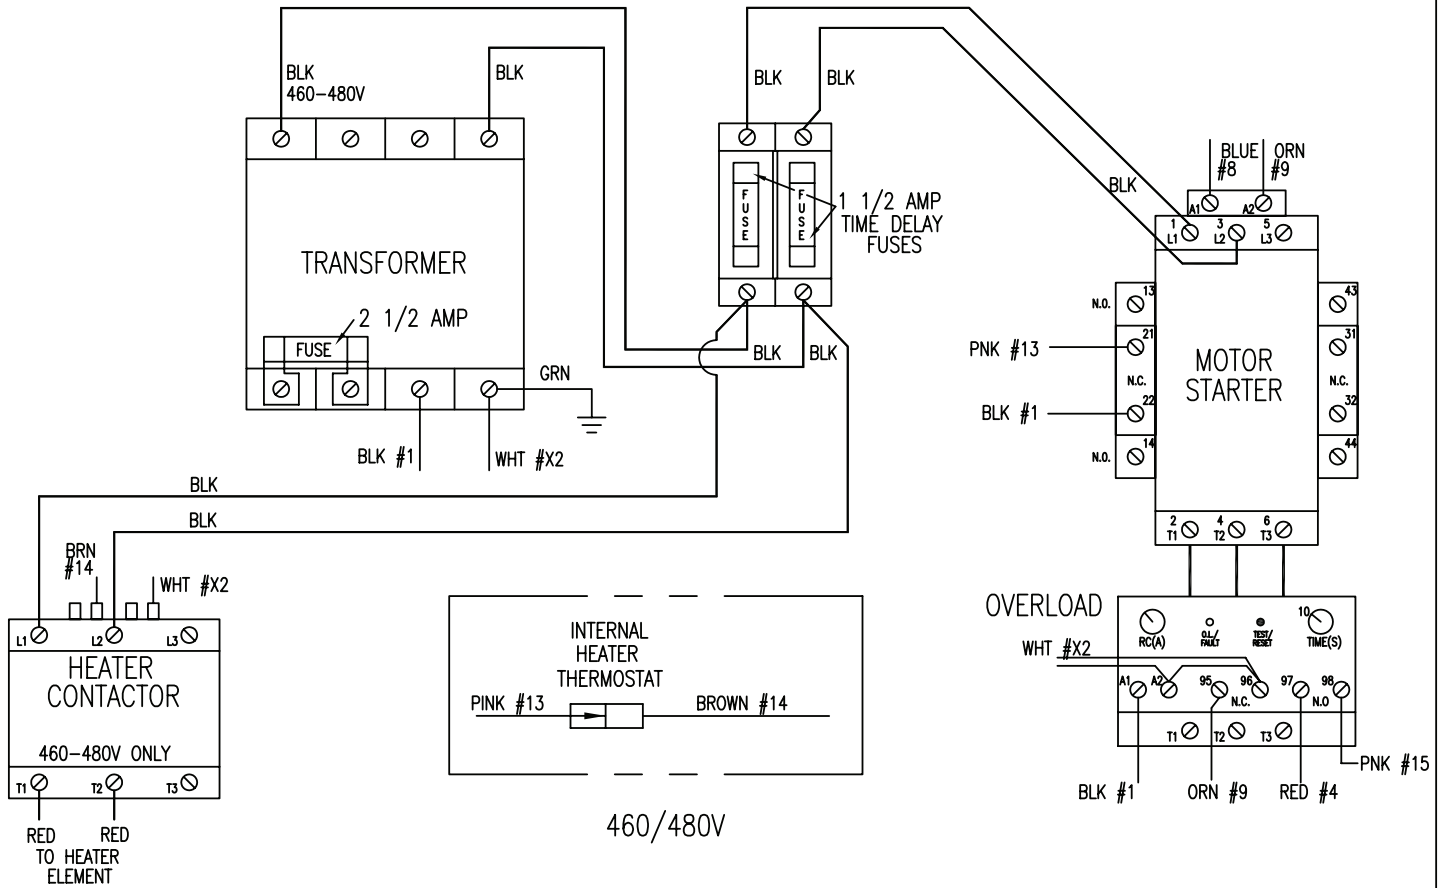 BLK
460-480V
BLK
BLK
BLK
BLK
TRANSFORMER
2 1/2 AMP
FUSE
GRN
BLK #1
WHT #X2
FUSE
FUSE
1 1/2 AMP
TIME DELAY
FUSES
BLK
BLK
BLUE
#8
ORN
#9
A1
A2
1
L1
3
L2
5
L3
N.O.
13
43
PNK #13
21
31
N.C.
N.C.
BLK #1
22
32
N.O.
14
44
MOTOR
STARTER
2
T1
4
T2
6
T3
BLK
BLK
BRN
#14
WHT #X2
L1
L2
L3
HEATER
CONTACTOR
460-480V ONLY
T1
T2
T3
RED
RED
TO HEATER
ELEMENT
INTERNAL
HEATER
THERMOSTAT
PINK #13
BROWN #14
460/480V
OVERLOAD
RC(A)
O.L./
FAULT
TEST/
RESET
10
TIME(S)
WHT #X2
A1
A2
95
96
97
98
N.C.
N.O
T1
T2
T3
BLK #1
ORN #9
RED #4
PNK #15